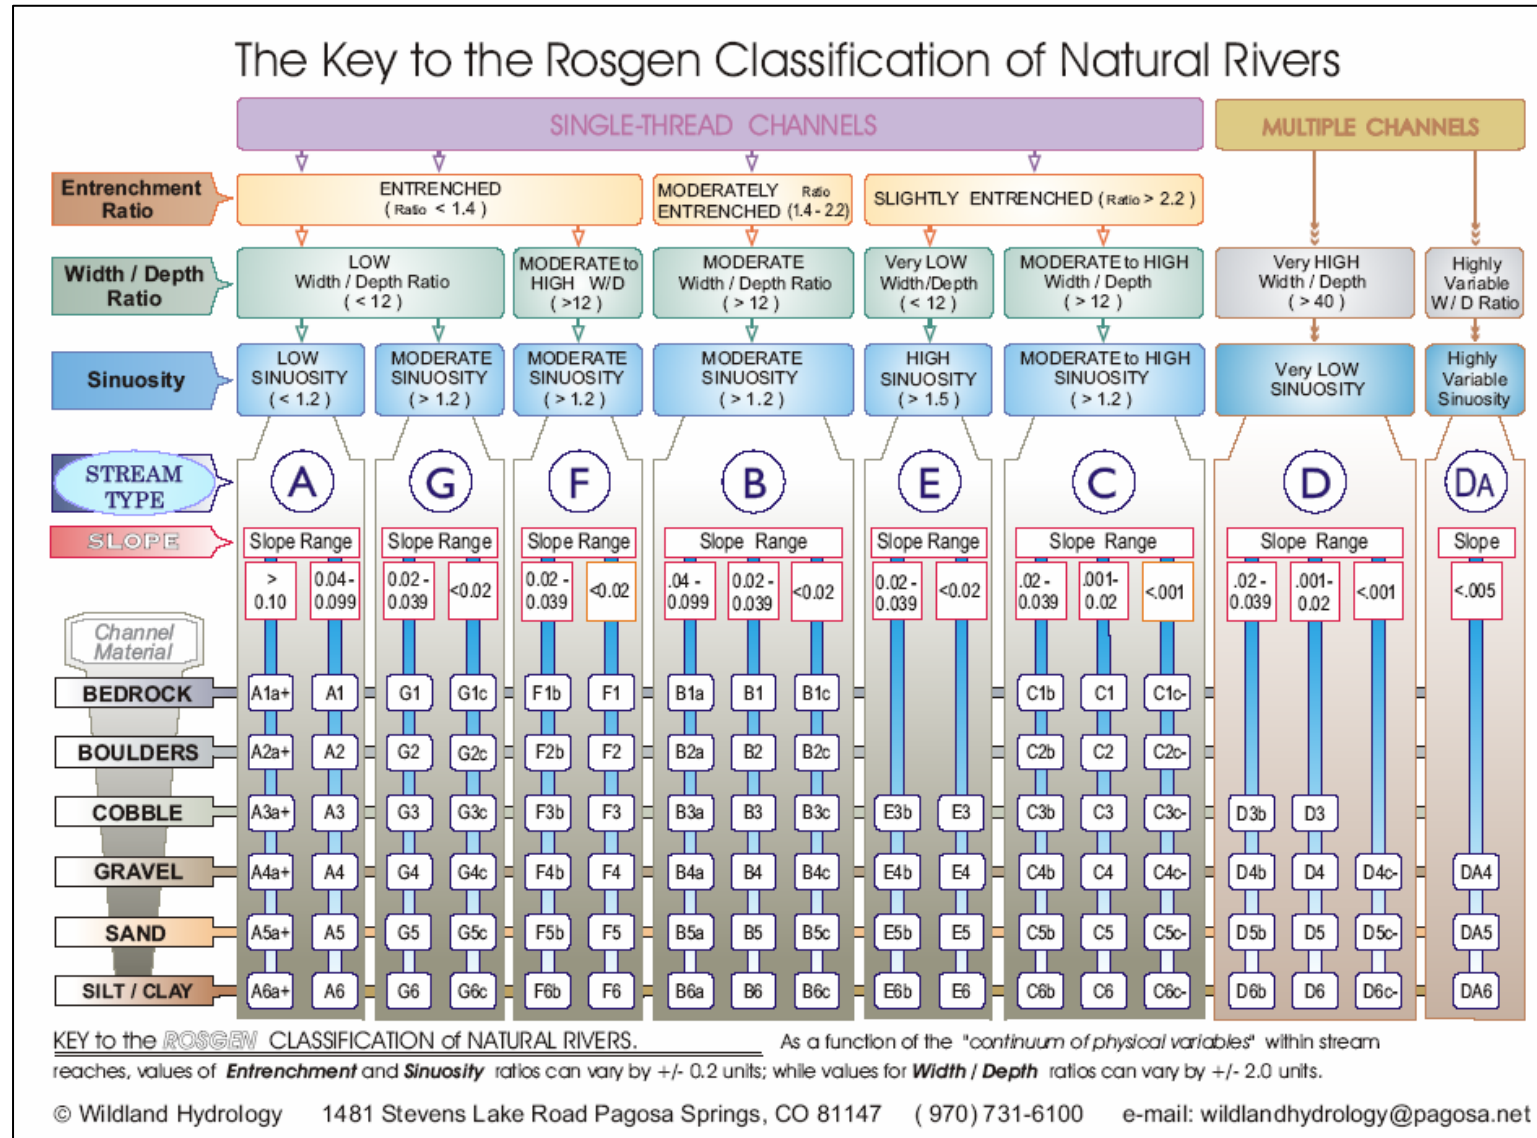 The Key to the Rosgen Classification of Natural Rivers
SINGLE-THREAD CHANNELS MULTIPLE CHANNELS
Entrenchment Ratio
ENTRENCHED
( Ratio < 1.4 )
MODERATELY Ratio
ENTRENCHED (1.4 - 2.2)
SLIGHTLY ENTRENCHED ( Ratio > 2.2 )
Width / Depth Ratio
LOW
Width / Depth Ratio
( < 12 )
MODERATE to
HIGH W/D
( >12 )
MODERATE
Width / Depth Ratio
( > 12 )
Very LOW
Width/Depth
( < 12 )
MODERATE to HIGH
Width / Depth
( > 12 )
Very HIGH
Width / Depth
( > 40 )
Highly
Variable
W / D Ratio
Sinuosity
LOW
SINUOSITY
( < 1.2 )
MODERATE
SINUOSITY
( > 1.2 )
MODERATE
SINUOSITY
( > 1.2 )
MODERATE
SINUOSITY
( > 1.2 )
HIGH
SINUOSITY
( > 1.5 )
MODERATE to HIGH
SINUOSITY
( > 1.2 )
Very LOW
SINUOSITY
Highly
Variable
Sinuosity
STREAM
TYPE
A G F B E C D DA
SLOPE
Slope Range Slope Range Slope Range Slope Range Slope Range Slope Range Slope Range Slope
> 0.10 0.04-0.099 0.02 - 0.039 <0.02 0.02 - 0.039 <0.02 .04 - 0.099 0.02 - 0.039 <0.02 0.02 - 0.039 <0.02 .02 - 0.039 .001- 0.02 <.001 .02 - 0.039 .001- 0.02 <.001 <.005
Channel
Material
BEDROCK A1a+ A1 G1 G1c F1b F1 B1a B1 B1c C1b C1 C1c-
BOULDERS A2a+ A2 G2 G2c F2b F2 B2a B2 B2c C2b C2 C2c-
COBBLE A3a+ A3 G3 G3c F3b F3 B3a B3 B3c E3b E3 C3b C3 C3c- D3b D3
GRAVEL A4a+ A4 G4 G4c F4b F4 B4a B4 B4c E4b E4 C4b C4 C4c- D4b D4 D4c- DA4
SAND A5a+ A5 G5 G5c F5b F5 B5a B5 B5c E5b E5 C5b C5 C5c- D5b D5 D5c- DA5
SILT / CLAY A6a+ A6 G6 G6c F6b F6 B6a B6 B6c E6b E6 C6b C6 C6c- D6b D6 D6c- DA6
KEY to the ROSGEN CLASSIFICATION of NATURAL RIVERS. As a function of the "continuum of physical variables" within stream
reaches, values of Entrenchment and Sinuosity ratios can vary by +/- 0.2 units; while values for Width / Depth ratios can vary by +/- 2.0 units.
© Wildland Hydrology 1481 Stevens Lake Road Pagosa Springs, CO 81147 ( 970) 731-6100 e-mail: wildlandhydrology@pagosa.net